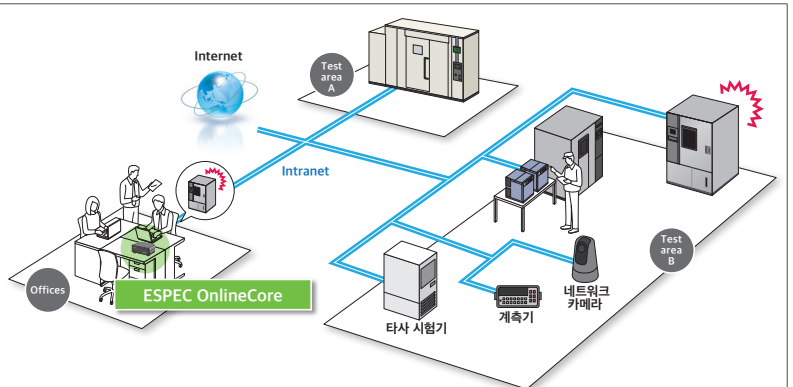 Internet
Test
area
A
Intranet
Offices
ESPEC OnlineCore
타사 시험기
계측기
네트워크
카메라
Test
area
B